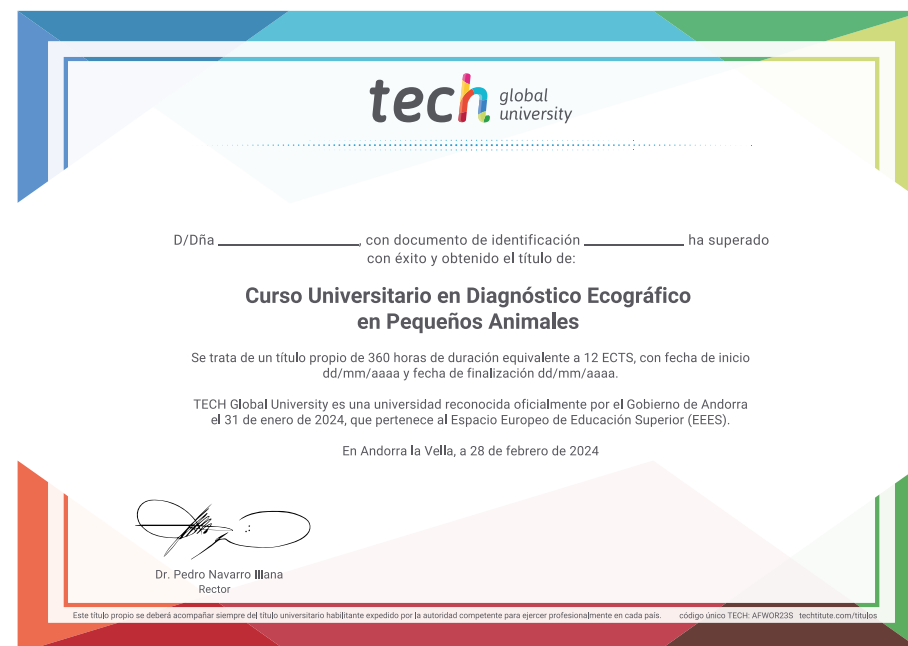 tech global university
D/Dña ____________________, con documento de identificación ______________ ha superado
con éxito y obtenido el título de:
Curso Universitario en Diagnóstico Ecográfico
en Pequeños Animales
Se trata de un título propio de 360 horas de duración equivalente a 12 ECTS, con fecha de inicio
dd/mm/aaaa y fecha de finalización dd/mm/aaaa.
TECH Global University es una universidad reconocida oficialmente por el Gobierno de Andorra
el 31 de enero de 2024, que pertenece al Espacio Europeo de Educación Superior (EEES).
En Andorra la Vella, a 28 de febrero de 2024
Dr. Pedro Navarro Illana
Rector
Este título propio se deberá acompañar siempre del título universitario habilitante expedido por la autoridad competente para ejercer profesionalmente en cada país. código único TECH: AFWOR23S techtitute.com/titulos